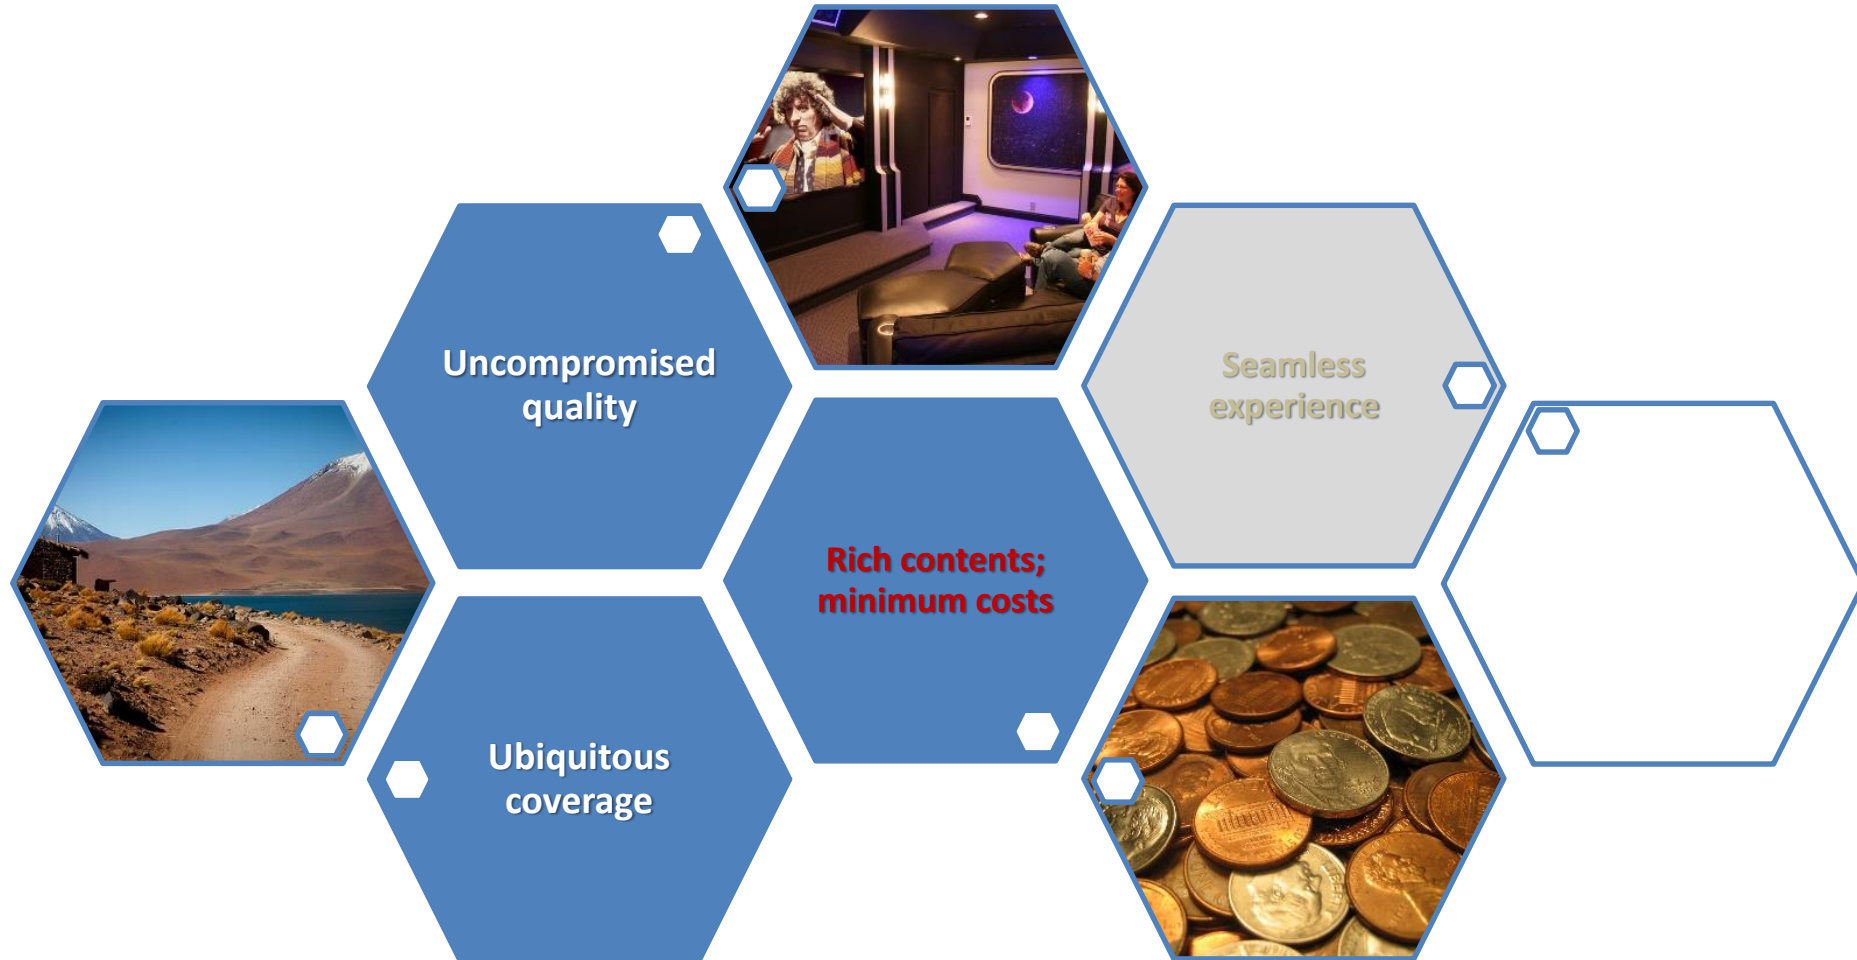 Uncompromised
quality
Seamless
experience
Rich contents;
minimum costs
Ubiquitous
coverage